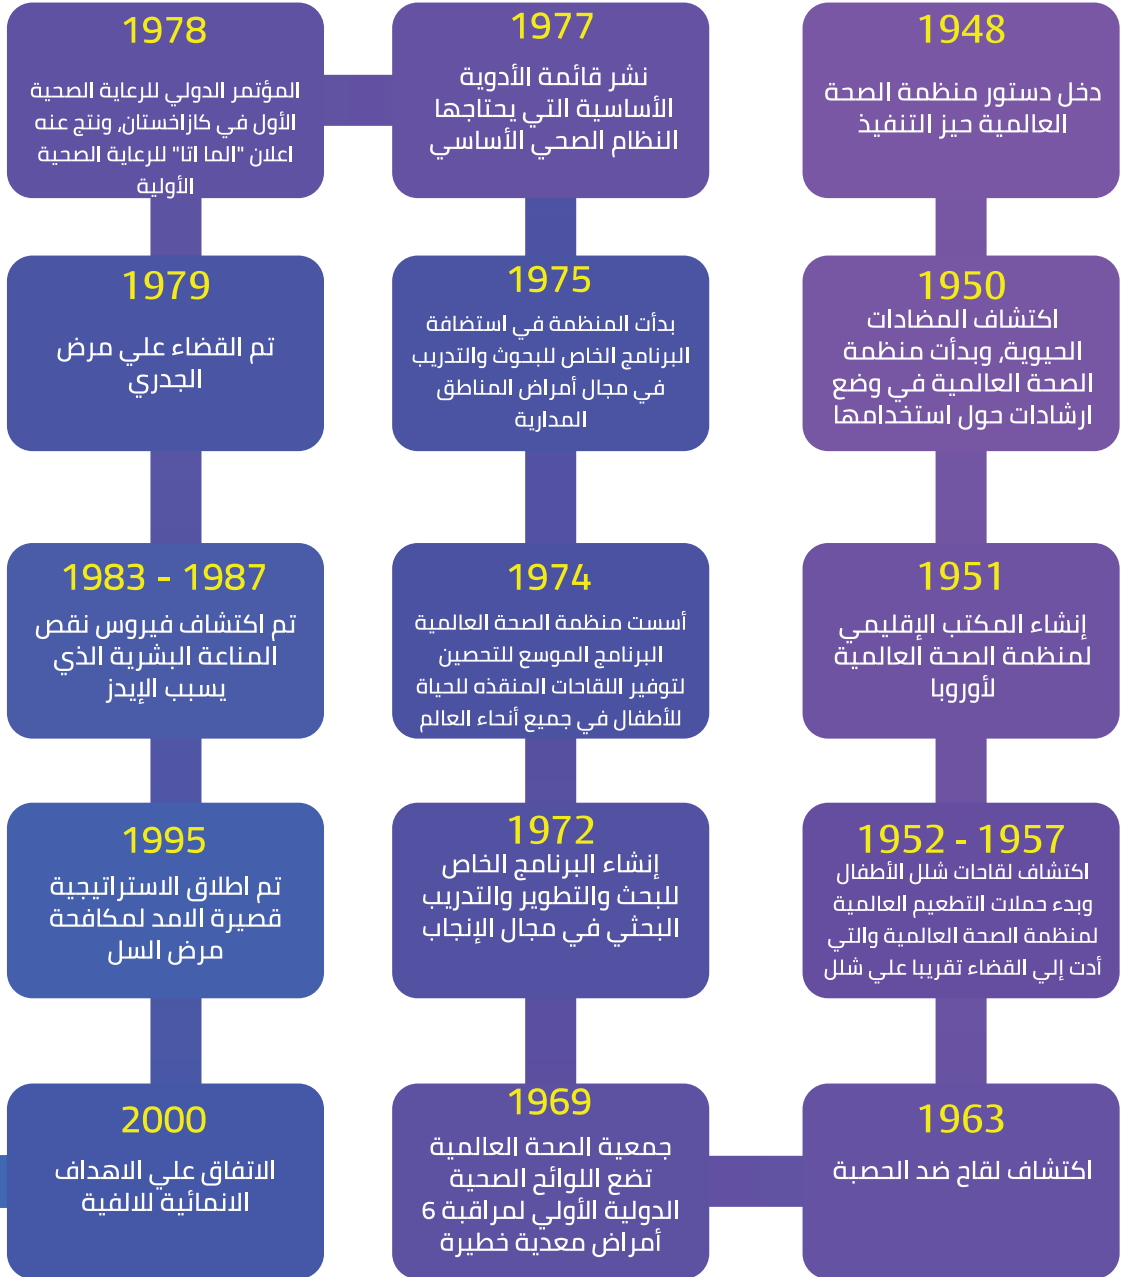 1948
دخل دستور منظمة الصحة
العالمية حيز التنفيذ
1950
اكتشاف المضادات
الحيوية، وبدأت منظمة
الصحة العالمية في وضع
ارشادات حول استخدامها
1951
إنشاء المكتب الإقليمي
لمنظمة الصحة العالمية
لأوروبا
1952 - 1957
اكتشاف لقاحات شلل الأطفال
وبدء حملات التطعيم العالمية
لمنظمة الصحة العالمية والتي
أدت إلي القضاء تقريبا علي شلل
1963
اكتشاف لقاح ضد الحصبة
1969
جمعية الصحة العالمية
تضع اللوائح الصحية
الدولية الأولي لمراقبة 6
أمراض معدية خطيرة
1972
إنشاء البرنامج الخاص
للبحث والتطوير والتدريب
البحثي في مجال الإنجاب
1974
أسست منظمة الصحة العالمية
البرنامج الموسع للتحصين
لتوفير اللقاحات المنقذه للحياة
للأطفال في جميع أنحاء العالم
1975
بدأت المنظمة في استضافة
البرنامج الخاص للبحوث والتدريب
في مجال أمراض المناطق
المدارية
1977
نشر قائمة الأدوية
الأساسية التي يحتاجها
النظام الصحي الأساسي
1978
المؤتمر الدولي للرعاية الصحية
الأول في كازاخستان، ونتج عنه
اعلان "الما اتا" للرعاية الصحية
الأولية
1979
تم القضاء علي مرض
الجدري
1983 - 1987
تم اكتشاف فيروس نقص
المناعة البشرية الذي
يسبب الإيدز
1995
تم اطلاق الاستراتيجية
قصيرة الامد لمكافحة
مرض السل
2000
الاتفاق علي الاهداف
الانمائية للالفية